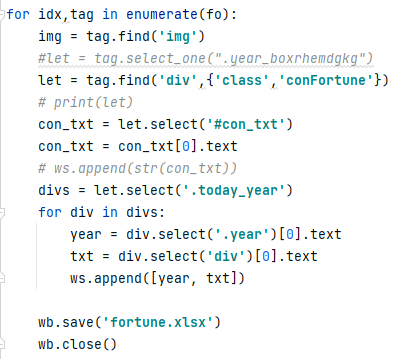 for idx,tag in enumerate(fo):
    img = tag.find('img')
    #let = tag.select_one(".year_boxrhemdgkg")
    let = tag.find('div',{'class','conFortune'})
    # print(let)
    con_txt = let.select('#con_txt')
    con_txt = con_txt[0].text
    # ws.append(str(con_txt))
    divs = let.select('.today_year')
    for div in divs:
        year = div.select('.year')[0].text
        txt = div.select('div')[0].text
        ws.append([year, txt])

    wb.save('fortune.xlsx')
    wb.close()